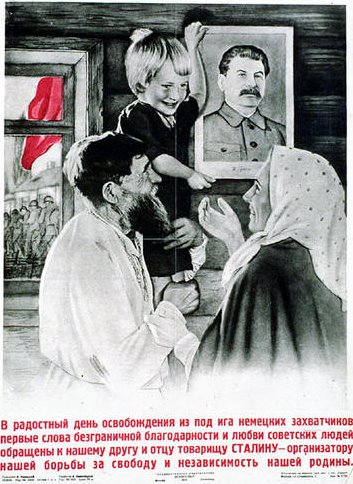 В РАДОСТНЫЙ ДЕНЬ ОСВОБОЖДЕНИЯ ИЗ ПОД ИГА НЕМЕЦКИХ ЗАХВАТЧИКОВ
ПЕРВЫЕ СЛОВА БЕЗГРАНИЧНОЙ БЛАГОДАРНОСТИ И ЛЮБВИ СОВЕТСКИХ ЛЮДЕЙ
ОБРАЩЕНЫ К НАШЕМУ ДРУГУ И ОТЦУ ТОВАРИЩУ СТАЛИНУ—ОРГАНИЗАТОРУ
НАШЕЙ БОРЬБЫ ЗА СВОБОДУ И НЕЗАВИСИМОСТЬ НАШЕЙ РОДИНЫ.